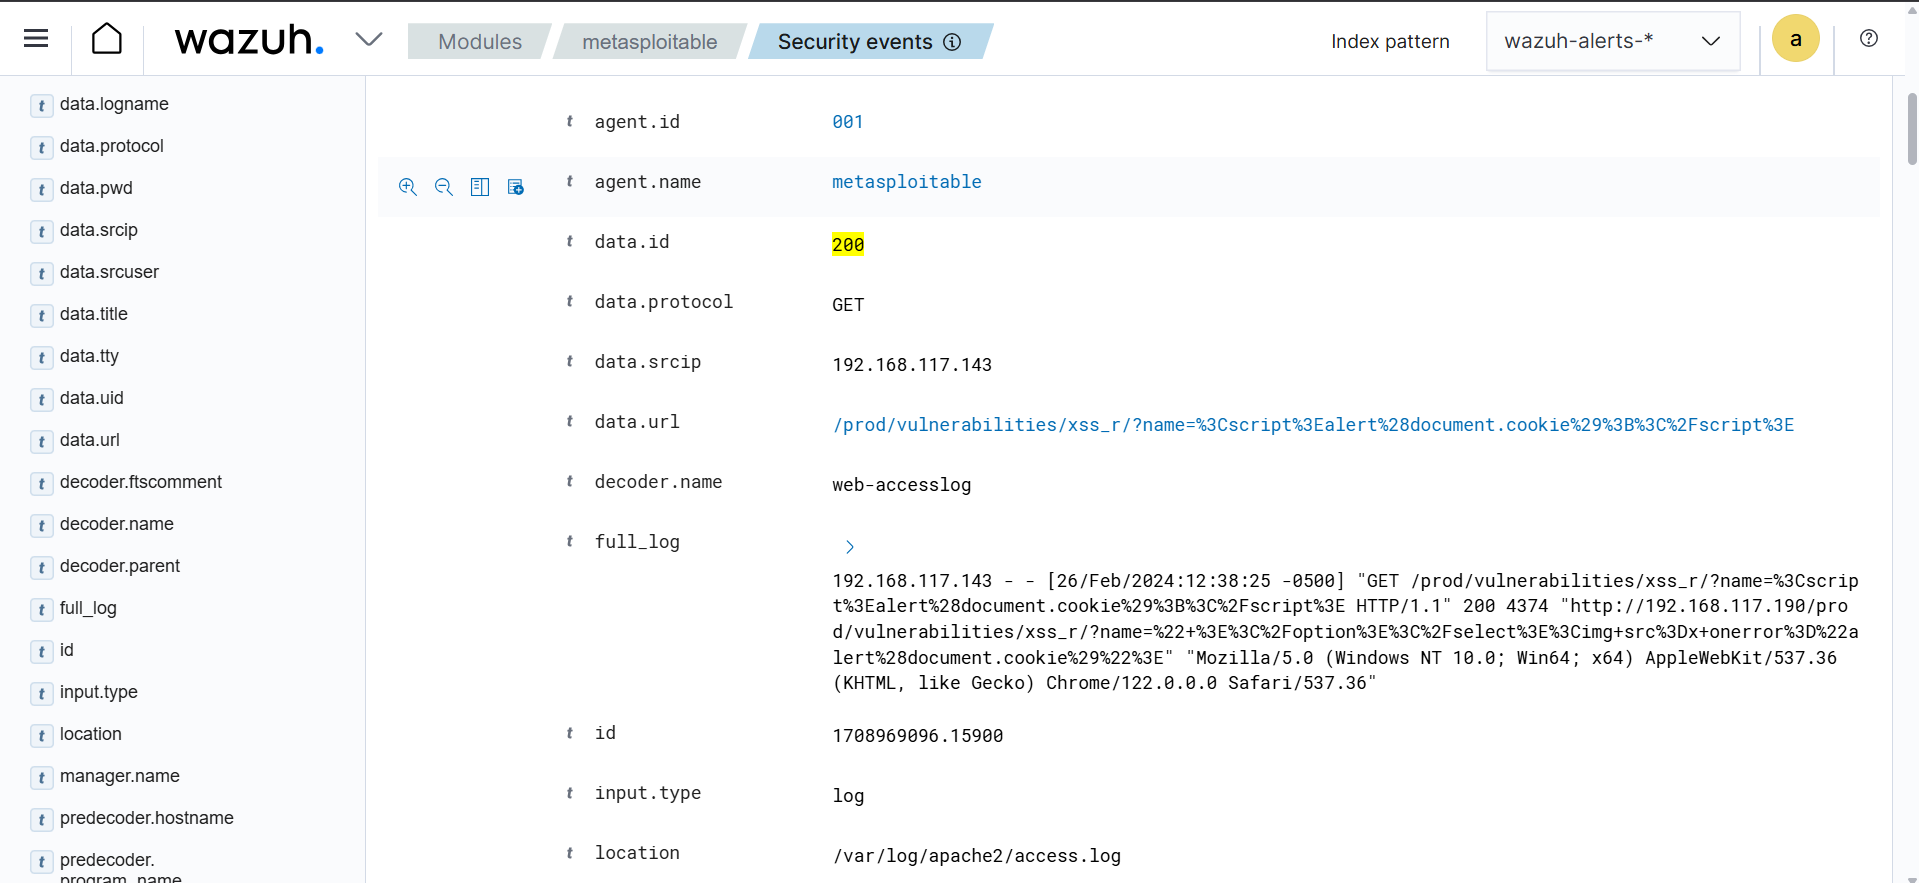 wazuh.
Modules
metasploitable
Security events
Index pattern
wazuh-alerts-*
a
t data.logname
t data.protocol
t data.pwd
t data.srcip
t data.srcuser
t data.title
t data.tty
t data.uid
t data.url
t decoder.ftscomment
t decoder.name
t decoder.parent
t full_log
t id
t input.type
t location
t manager.name
t predecoder.hostname
t predecoder.
program_name
t agent.id 001
t agent.name metasploitable
t data.id 200
t data.protocol GET
t data.srcip 192.168.117.143
t data.url /prod/vulnerabilities/xss_r/?name=%3Cscript%3Ealert%28document.cookie%29%3B%3C%2Fscript%3E
t decoder.name web-accesslog
t full_log
192.168.117.143 - - [26/Feb/2024:12:38:25 -0500] "GET /prod/vulnerabilities/xss_r/?name=%3Cscrip
t%3Ealert%28document.cookie%29%3B%3C%2Fscript%3E HTTP/1.1" 200 4374 "http://192.168.117.190/pro
d/vulnerabilities/xss_r/?name=%22+%3E%3C%2Foption%3E%3C%2Fselect%3E%3Cimg+src%3Dx+onerror%3D%22a
lert%28document.cookie%29%22%3E" "Mozilla/5.0 (Windows NT 10.0; Win64; x64) AppleWebKit/537.36
(KHTML, like Gecko) Chrome/122.0.0.0 Safari/537.36"
t id 1708969096.15900
t input.type log
t location /var/log/apache2/access.log